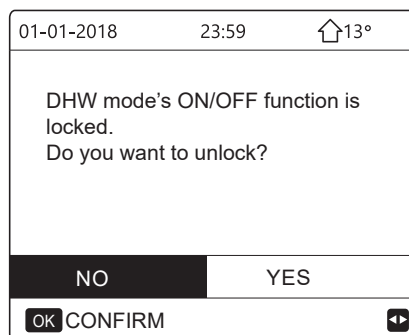 01-01-2018 23:59 13°
DHW mode's ON/OFF function is
locked.
Do you want to unlock?
NO YES
OK CONFIRM